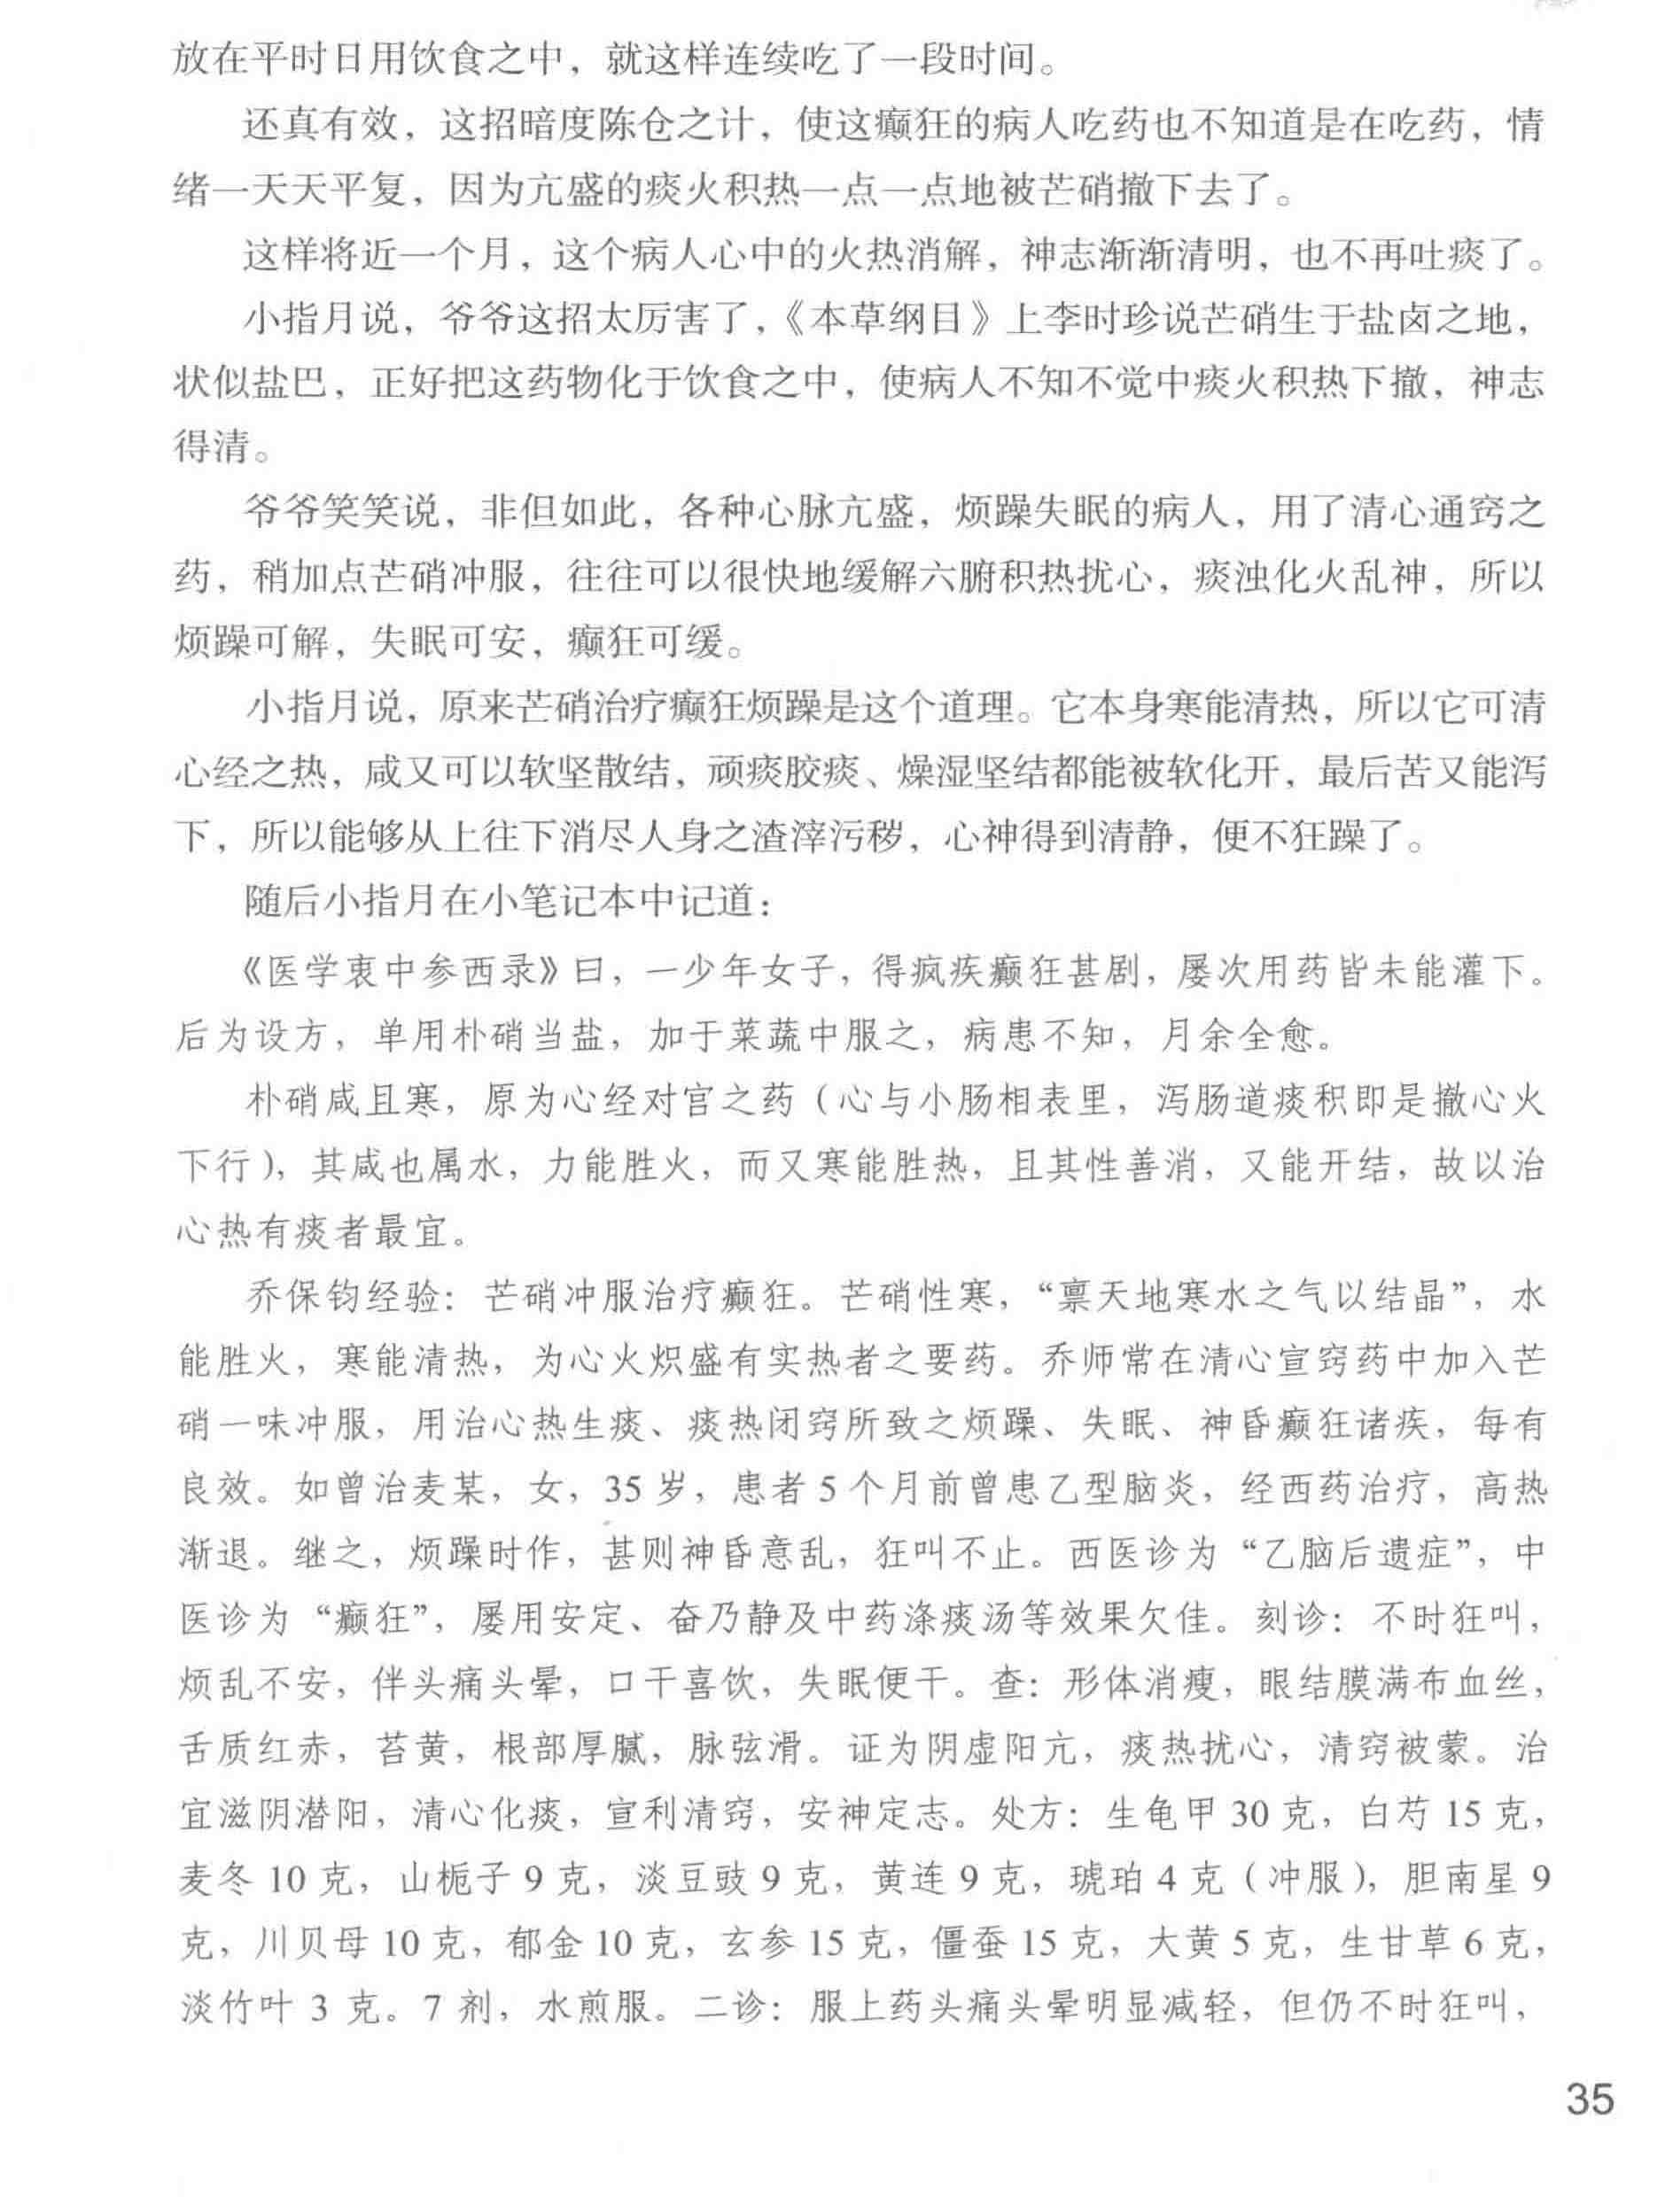 放在平时日用饮食之中，就这样连续吃了一段时间。
还真有效，这招暗度陈仓之计，使这癫狂的病人吃药也不知道是在吃药，情
绪一天天平复，因为亢盛的痰火积热一点一点地被芒硝撤下去了。
这样将近一个月，这个病人心中的火热消解，神志渐渐清明，也不再吐痰了。
小指月说，爷爷这招太厉害了，《本草纲目》上李时珍说芒硝生于盐卤之地，
状似盐巴，正好把这药物化于饮食之中，使病人不知不觉中痰火积热下撤，神志
得清。
爷爷笑笑说，非但如此，各种心脉亢盛，烦躁失眠的病人，用了清心通窍之
药，稍加点芒硝冲服，往往可以很快地缓解六腑积热扰心，痰浊化火乱神，所以
烦躁可解，失眠可安，癫狂可缓。
小指月说，原来芒硝治疗癫狂烦躁是这个道理。它本身寒能清热，所以它可清
心经之热，咸又可以软坚散结，顽痰胶痰、燥湿坚结都能被软化开，最后苦又能泻
下，所以能够从上往下消尽人身之渣滓污秽，心神得到清静，便不狂躁了。
随后小指月在小笔记本中记道：
《医学衷中参西录》曰，一少年女子，得疯疾癫狂甚剧，屡次用药皆未能灌下。
后为设方，单用朴硝当盐，加于菜蔬中服之，病患不知，月余全愈。
朴硝咸且寒，原为心经对宫之药（心与小肠相表里，泻肠道痰积即是撤心火
下行），其咸也属水，力能胜火，而又寒能胜热，且其性善消，又能开结，故以治
心热有痰者最宜。
乔保钧经验：芒硝冲服治疗癫狂。芒硝性寒，“禀天地寒水之气以结晶”，水
能胜火，寒能清热，为心火炽盛有实热者之要药。乔师常在清心宣窍药中加入芒
硝一味冲服，用治心热生痰、痰热闭窍所致之烦躁、失眠、神昏癫狂诸疾，每有
良效。如曾治麦某，女，35 岁，患者 5 个月前曾患乙型脑炎，经西药治疗，高热
渐退。继之，烦躁时作，甚则神昏意乱，狂叫不止。西医诊为“乙脑后遗症”，中
医诊为“癫狂”，屡用安定、奋乃静及中药涤痰汤等效果欠佳。刻诊：不时狂叫，
烦乱不安，伴头痛头晕，口干喜饮，失眠便干。查：形体消瘦，眼结膜满布血丝，
舌质红赤，苔黄，根部厚腻，脉弦滑。证为阴虚阳亢，痰热扰心，清窍被蒙。治
宜滋阴潜阳，清心化痰，宣利清窍，安神定志。处方：生龟甲 30 克，白芍 15 克，
麦冬 10 克，山栀子 9 克，淡豆豉 9 克，黄连 9 克，琥珀 4 克（冲服），胆南星 9
克，川贝母 10 克，郁金 10 克，玄参 15 克，僵蚕 15 克，大黄 5 克，生甘草 6 克，
淡竹叶 3 克。7 剂，水煎服。二诊：服上药头痛头晕明显减轻，但仍不时狂叫，
35